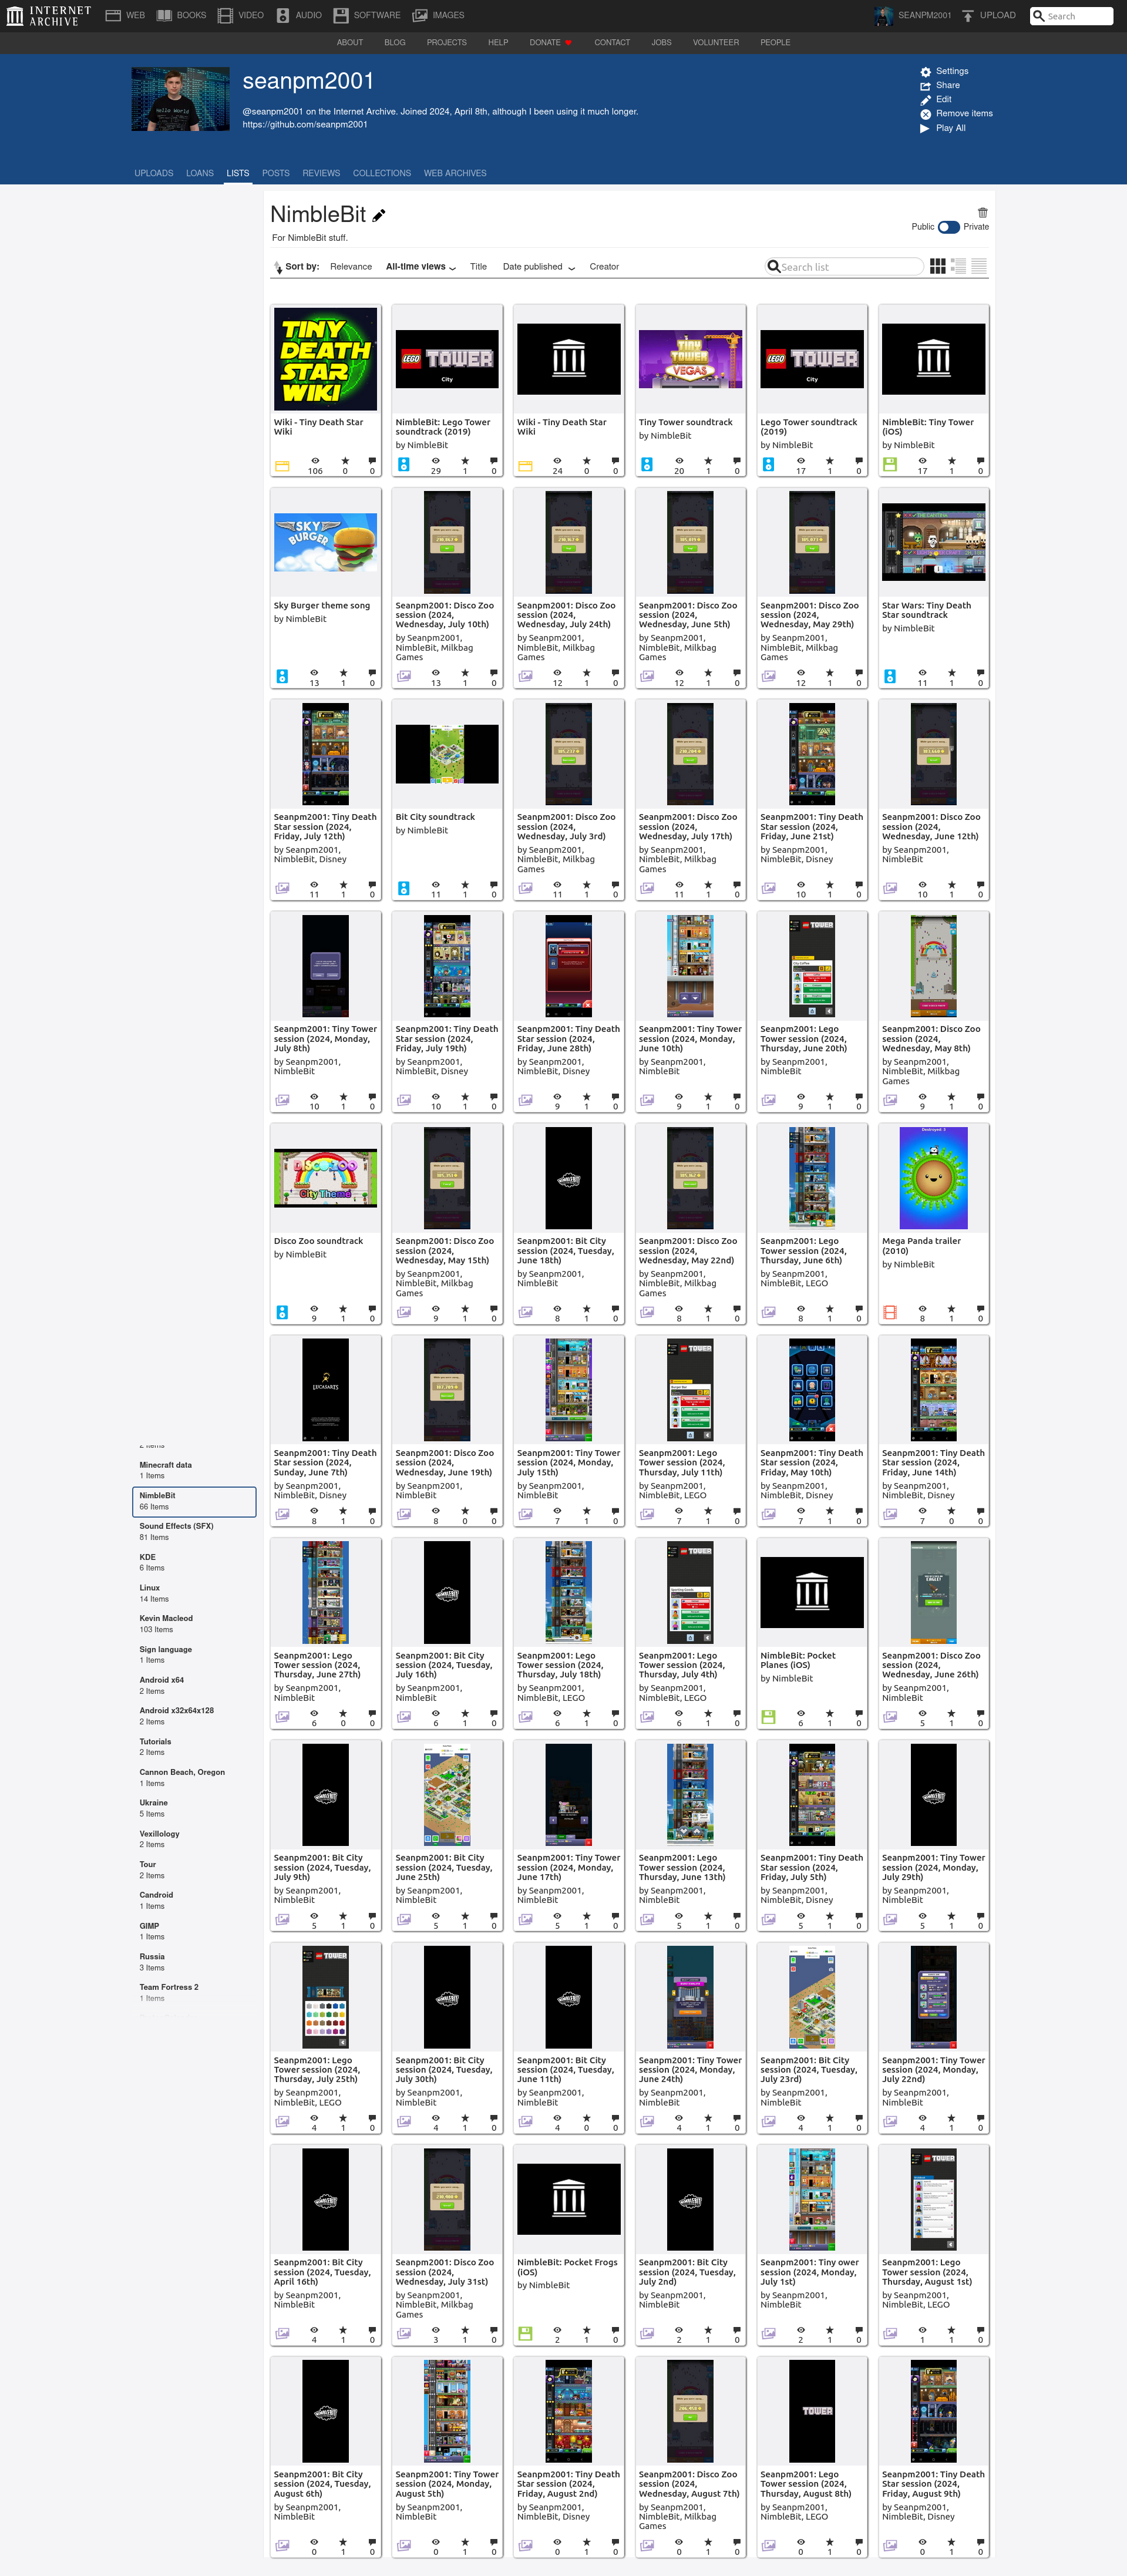 INTERNET
ARCHIVE
WEB
BOOKS
VIDEO
AUDIO
SOFTWARE
IMAGES
SEANPM2001
UPLOAD
Search
ABOUT
BLOG
PROJECTS
HELP
DONATE
CONTACT
JOBS
VOLUNTEER
PEOPLE
seanpm2001
@seanpm2001 on the Internet Archive. Joined 2024, April 8th, although I been using it much longer.
https://github.com/seanpm2001
Settings
Share
Edit
Remove items
Play All
UPLOADS
LOANS
LISTS
POSTS
REVIEWS
COLLECTIONS
WEB ARCHIVES
NimbleBit
For NimbleBit stuff.
Public
Private
Sort by:
Relevance
All-time views
Title
Date published
Creator
Search list
TINY
DEATH
STAR
WIKI
Wiki - Tiny Death Star
Wiki
106 0 0
LEGO TOWER
City
NimbleBit: Lego Tower
soundtrack (2019)
by NimbleBit
29 1 0
Wiki - Tiny Death Star
Wiki
24 0 0
TINY
TOWER
VEGAS
Tiny Tower soundtrack
by NimbleBit
20 1 0
LEGO TOWER
City
Lego Tower soundtrack
(2019)
by NimbleBit
17 1 0
NimbleBit: Tiny Tower
(iOS)
by NimbleBit
17 1 0
SKY
BURGER
Sky Burger theme song
by NimbleBit
13 1 0
Seanpm2001: Disco Zoo
session (2024,
Wednesday, July 10th)
by Seanpm2001,
NimbleBit, Milkbag
Games
13 1 0
Seanpm2001: Disco Zoo
session (2024,
Wednesday, July 24th)
by Seanpm2001,
NimbleBit, Milkbag
Games
12 1 0
Seanpm2001: Disco Zoo
session (2024,
Wednesday, June 5th)
by Seanpm2001,
NimbleBit, Milkbag
Games
12 1 0
Seanpm2001: Disco Zoo
session (2024,
Wednesday, May 29th)
by Seanpm2001,
NimbleBit, Milkbag
Games
12 1 0
Star Wars: Tiny Death
Star soundtrack
by NimbleBit
11 1 0
Seanpm2001: Tiny Death
Star session (2024,
Friday, July 12th)
by Seanpm2001,
NimbleBit, Disney
11 1 0
Bit City soundtrack
by NimbleBit
11 1 0
Seanpm2001: Disco Zoo
session (2024,
Wednesday, July 3rd)
by Seanpm2001,
NimbleBit, Milkbag
Games
11 1 0
Seanpm2001: Disco Zoo
session (2024,
Wednesday, July 17th)
by Seanpm2001,
NimbleBit, Milkbag
Games
11 1 0
Seanpm2001: Tiny Death
Star session (2024,
Friday, June 21st)
by Seanpm2001,
NimbleBit, Disney
10 1 0
Seanpm2001: Disco Zoo
session (2024,
Wednesday, June 12th)
by Seanpm2001,
NimbleBit
10 1 0
Seanpm2001: Tiny Tower
session (2024, Monday,
July 8th)
by Seanpm2001,
NimbleBit
10 1 0
Seanpm2001: Tiny Death
Star session (2024,
Friday, July 19th)
by Seanpm2001,
NimbleBit, Disney
10 1 0
Seanpm2001: Tiny Death
Star session (2024,
Friday, June 28th)
by Seanpm2001,
NimbleBit, Disney
9 1 0
Seanpm2001: Tiny Tower
session (2024, Monday,
June 10th)
by Seanpm2001,
NimbleBit
9 1 0
TOWER
Seanpm2001: Lego
Tower session (2024,
Thursday, June 20th)
by Seanpm2001,
NimbleBit
9 1 0
Seanpm2001: Disco Zoo
session (2024,
Wednesday, May 8th)
by Seanpm2001,
NimbleBit, Milkbag
Games
9 1 0
DISCO ZOO
City Theme
Disco Zoo soundtrack
by NimbleBit
9 1 0
Seanpm2001: Disco Zoo
session (2024,
Wednesday, May 15th)
by Seanpm2001,
NimbleBit, Milkbag
Games
9 1 0
NIMBLEBIT
Seanpm2001: Bit City
session (2024, Tuesday,
June 18th)
by Seanpm2001,
NimbleBit
8 1 0
Seanpm2001: Disco Zoo
session (2024,
Wednesday, May 22nd)
by Seanpm2001,
NimbleBit, Milkbag
Games
8 1 0
Seanpm2001: Lego
Tower session (2024,
Thursday, June 6th)
by Seanpm2001,
NimbleBit, LEGO
8 1 0
Mega Panda trailer
(2010)
by NimbleBit
8 1 0
LUCASARTS
Seanpm2001: Tiny Death
Star session (2024,
Sunday, June 7th)
by Seanpm2001,
NimbleBit, Disney
8 1 0
Seanpm2001: Disco Zoo
session (2024,
Wednesday, June 19th)
by Seanpm2001,
NimbleBit
8 0 0
Seanpm2001: Tiny Tower
session (2024, Monday,
July 15th)
by Seanpm2001,
NimbleBit
7 1 0
TOWER
Seanpm2001: Lego
Tower session (2024,
Thursday, July 11th)
by Seanpm2001,
NimbleBit, LEGO
7 1 0
Seanpm2001: Tiny Death
Star session (2024,
Friday, May 10th)
by Seanpm2001,
NimbleBit, Disney
7 1 0
Seanpm2001: Tiny Death
Star session (2024,
Friday, June 14th)
by Seanpm2001,
NimbleBit, Disney
7 0 0
2 Items
Minecraft data
1 Items
NimbleBit
66 Items
Sound Effects (SFX)
81 Items
KDE
6 Items
Linux
14 Items
Kevin Macleod
103 Items
Sign language
1 Items
Android x64
2 Items
Android x32x64x128
2 Items
Tutorials
2 Items
Cannon Beach, Oregon
1 Items
Ukraine
5 Items
Vexillology
2 Items
Tour
2 Items
Candroid
1 Items
GIMP
1 Items
Russia
3 Items
Team Fortress 2
1 Items
Seanpm2001: Lego
Tower session (2024,
Thursday, June 27th)
by Seanpm2001,
NimbleBit
6 0 0
NIMBLEBIT
Seanpm2001: Bit City
session (2024, Tuesday,
July 16th)
by Seanpm2001,
NimbleBit
6 1 0
Seanpm2001: Lego
Tower session (2024,
Thursday, July 18th)
by Seanpm2001,
NimbleBit, LEGO
6 1 0
TOWER
Seanpm2001: Lego
Tower session (2024,
Thursday, July 4th)
by Seanpm2001,
NimbleBit, LEGO
6 1 0
NimbleBit: Pocket
Planes (iOS)
by NimbleBit
6 1 0
Seanpm2001: Disco Zoo
session (2024,
Wednesday, June 26th)
by Seanpm2001,
NimbleBit
5 1 0
NIMBLEBIT
Seanpm2001: Bit City
session (2024, Tuesday,
July 9th)
by Seanpm2001,
NimbleBit
5 1 0
Seanpm2001: Bit City
session (2024, Tuesday,
June 25th)
by Seanpm2001,
NimbleBit
5 1 0
Seanpm2001: Tiny Tower
session (2024, Monday,
June 17th)
by Seanpm2001,
NimbleBit
5 1 0
Seanpm2001: Lego
Tower session (2024,
Thursday, June 13th)
by Seanpm2001,
NimbleBit
5 1 0
Seanpm2001: Tiny Death
Star session (2024,
Friday, July 5th)
by Seanpm2001,
NimbleBit, Disney
5 1 0
NIMBLEBIT
Seanpm2001: Tiny Tower
session (2024, Monday,
July 29th)
by Seanpm2001,
NimbleBit
5 1 0
TOWER
Seanpm2001: Lego
Tower session (2024,
Thursday, July 25th)
by Seanpm2001,
NimbleBit, LEGO
4 1 0
NIMBLEBIT
Seanpm2001: Bit City
session (2024, Tuesday,
July 30th)
by Seanpm2001,
NimbleBit
4 1 0
NIMBLEBIT
Seanpm2001: Bit City
session (2024, Tuesday,
June 11th)
by Seanpm2001,
NimbleBit
4 0 0
Seanpm2001: Tiny Tower
session (2024, Monday,
June 24th)
by Seanpm2001,
NimbleBit
4 1 0
Seanpm2001: Bit City
session (2024, Tuesday,
July 23rd)
by Seanpm2001,
NimbleBit
4 1 0
Seanpm2001: Tiny Tower
session (2024, Monday,
July 22nd)
by Seanpm2001,
NimbleBit
4 1 0
NIMBLEBIT
Seanpm2001: Bit City
session (2024, Tuesday,
April 16th)
by Seanpm2001,
NimbleBit
4 1 0
Seanpm2001: Disco Zoo
session (2024,
Wednesday, July 31st)
by Seanpm2001,
NimbleBit, Milkbag
Games
3 1 0
NimbleBit: Pocket Frogs
(iOS)
by NimbleBit
2 1 0
NIMBLEBIT
Seanpm2001: Bit City
session (2024, Tuesday,
July 2nd)
by Seanpm2001,
NimbleBit
2 1 0
Seanpm2001: Tiny ower
session (2024, Monday,
July 1st)
by Seanpm2001,
NimbleBit
2 1 0
TOWER
Seanpm2001: Lego
Tower session (2024,
Thursday, August 1st)
by Seanpm2001,
NimbleBit, LEGO
1 1 0
NIMBLEBIT
Seanpm2001: Bit City
session (2024, Tuesday,
August 6th)
by Seanpm2001,
NimbleBit
0 1 0
Seanpm2001: Tiny Tower
session (2024, Monday,
August 5th)
by Seanpm2001,
NimbleBit
0 1 0
Seanpm2001: Tiny Death
Star session (2024,
Friday, August 2nd)
by Seanpm2001,
NimbleBit, Disney
0 1 0
Seanpm2001: Disco Zoo
session (2024,
Wednesday, August 7th)
by Seanpm2001,
NimbleBit, Milkbag
Games
0 1 0
TOWER
Seanpm2001: Lego
Tower session (2024,
Thursday, August 8th)
by Seanpm2001,
NimbleBit, LEGO
0 1 0
Seanpm2001: Tiny Death
Star session (2024,
Friday, August 9th)
by Seanpm2001,
NimbleBit, Disney
0 1 0